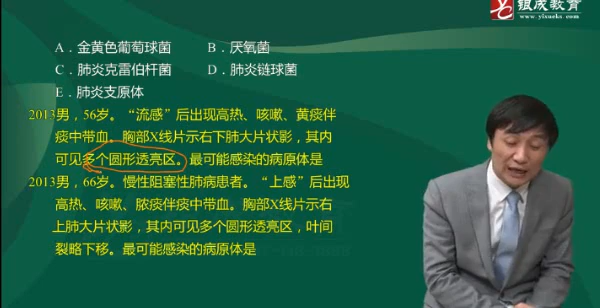 银成教育
www.yixueks.com
A．金黄色葡萄球菌 B．厌氧菌
C．肺炎克雷伯杆菌 D．肺炎链球菌
E．肺炎支原体
2013男，56岁。“流感”后出现高热、咳嗽、黄痰伴
痰中带血。胸部X线片示右下肺大片状影，其内
可见多个圆形透亮区。最可能感染的病原体是
2013男，66岁。慢性阻塞性肺病患者。“上感”后出现
高热、咳嗽、脓痰伴痰中带血。胸部X线片示右
上肺大片状影，其内可见多个圆形透亮区，叶间
裂略下移。最可能感染的病原体是